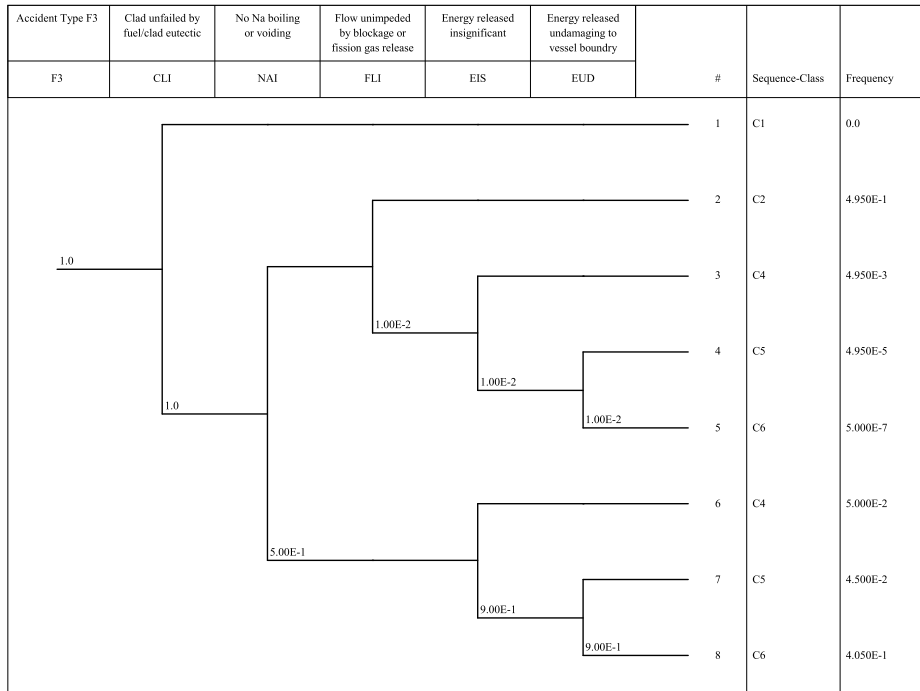 Accident Type F3
Clad unfailed by
fuel/clad eutectic
No Na boiling
or voiding
Flow unimpeded
by blockage or
fission gas release
Energy released
insignificant
Energy released
undamaging to
vessel boundry
F3 CLI NAI FLI EIS EUD # Sequence-Class Frequency
1 C1 0.0
2 C2 4.950E-1
1.0
3 C4 4.950E-3
1.00E-2
4 C5 4.950E-5
1.00E-2
1.0
1.00E-2
5 C6 5.000E-7
6 C4 5.000E-2
5.00E-1
7 C5 4.500E-2
9.00E-1
9.00E-1
8 C6 4.050E-1